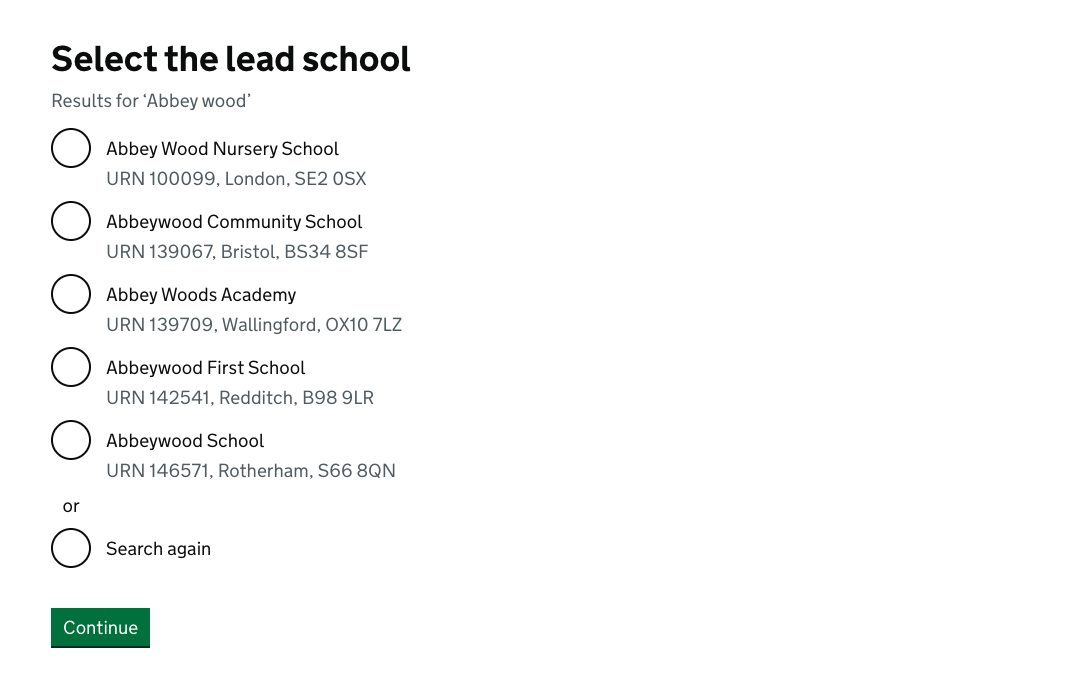 Select the lead school
Results for ‘Abbey wood’
Abbey Wood Nursery School
URN 100099, London, SE2 0SX
Abbeywood Community School
URN 139067, Bristol, BS34 8SF
Abbey Woods Academy
URN 139709, Wallingford, OX10 7LZ
Abbeywood First School
URN 142541, Redditch, B98 9LR
Abbeywood School
URN 146571, Rotherham, S66 8QN
or
Search again
Continue